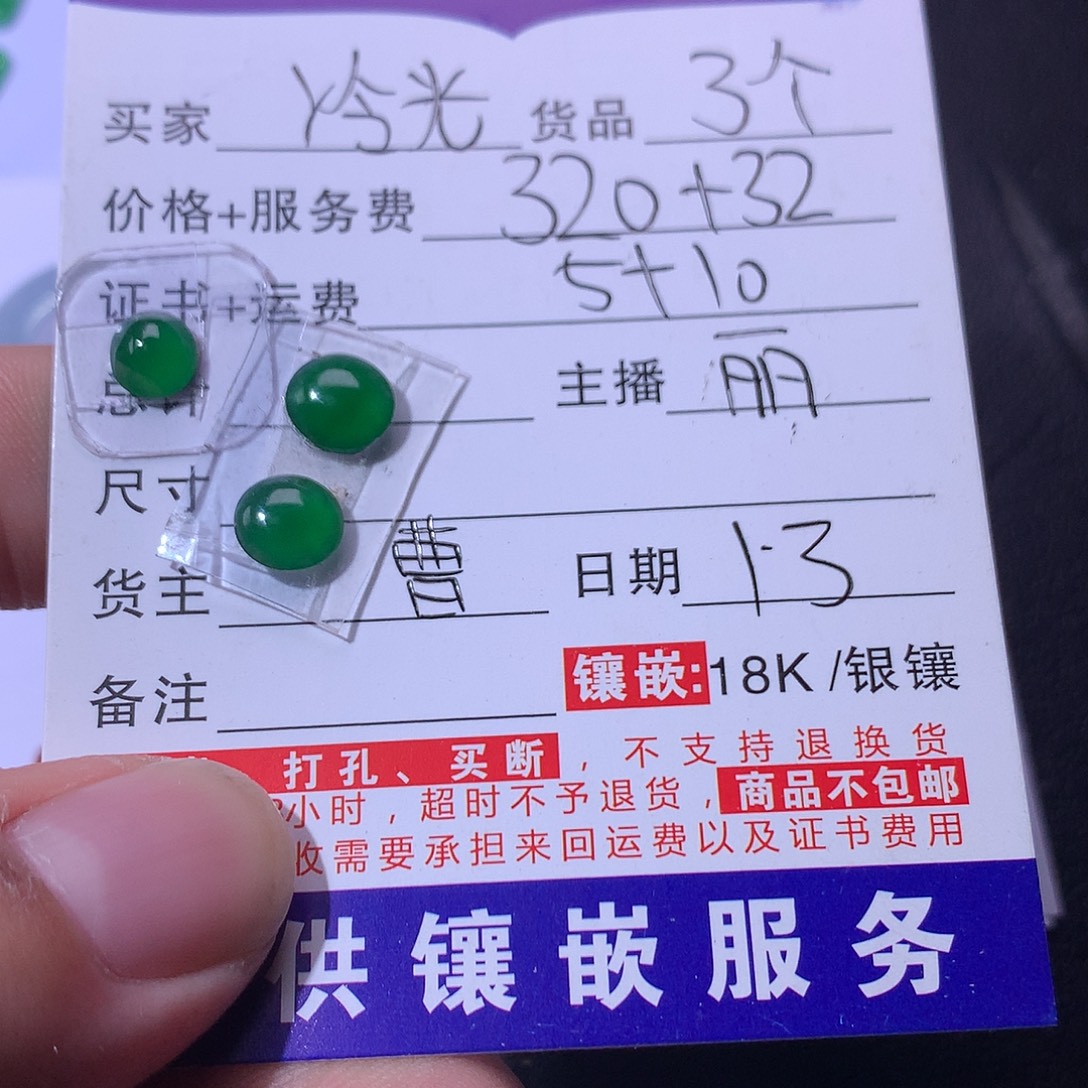 买家 冷光 货品 3个
价格+服务费 320+32
证书+运费 5+10
总计 主播 丽
尺寸
货主 曹 日期 1·3
备注 镶嵌:18K/银镶
打孔、买断,不支持退换货
小时,超时不予退货,商品不包邮
收需要承担来回运费以及证书费用
供镶嵌服务